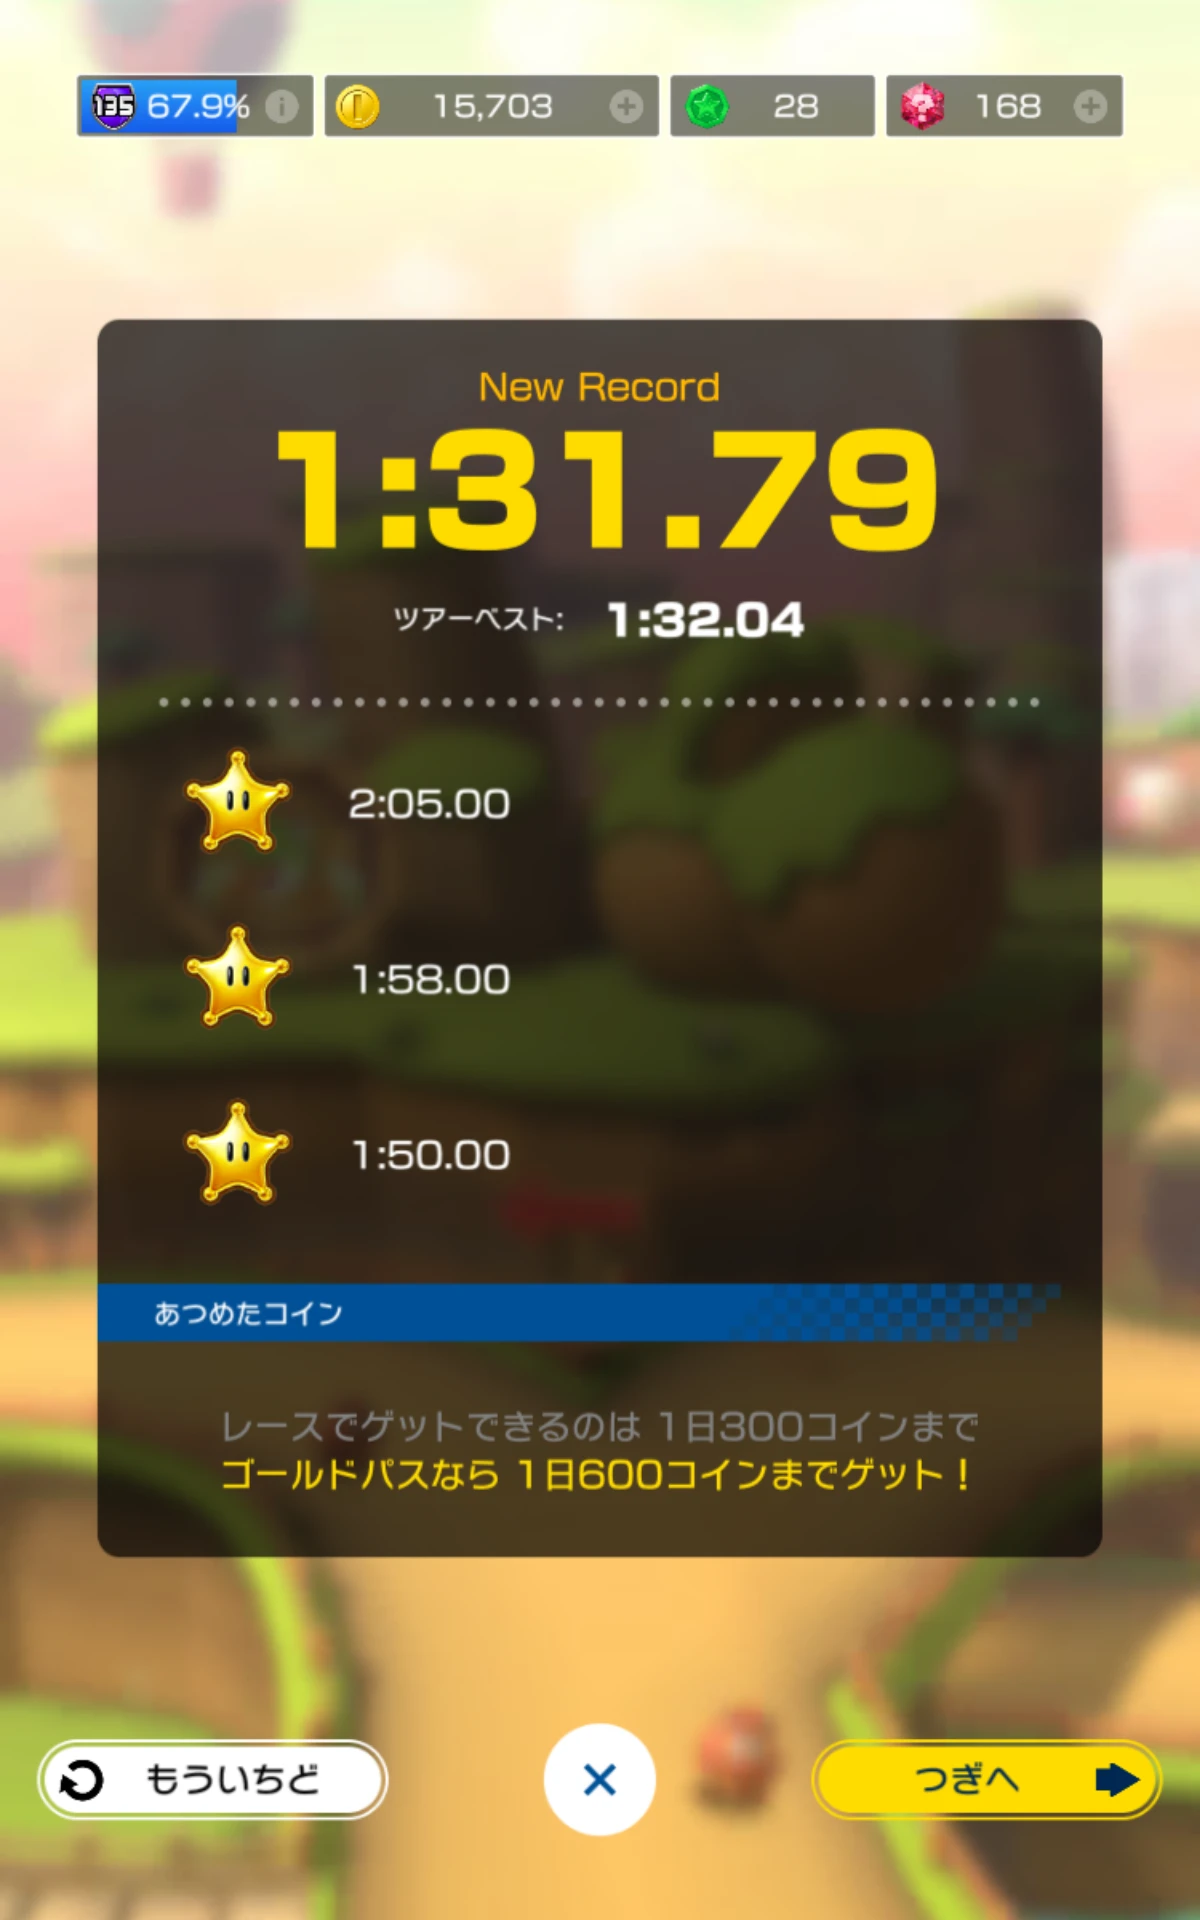 135 67.9% 15,703 28 168
New Record
1:31.79
ツアーベスト: 1:32.04
2:05.00
1:58.00
1:50.00
あつめたコイン
レースでゲットできるのは 1日300コインまで
ゴールドパスなら 1日600コインまでゲット！
もういちど
つぎへ